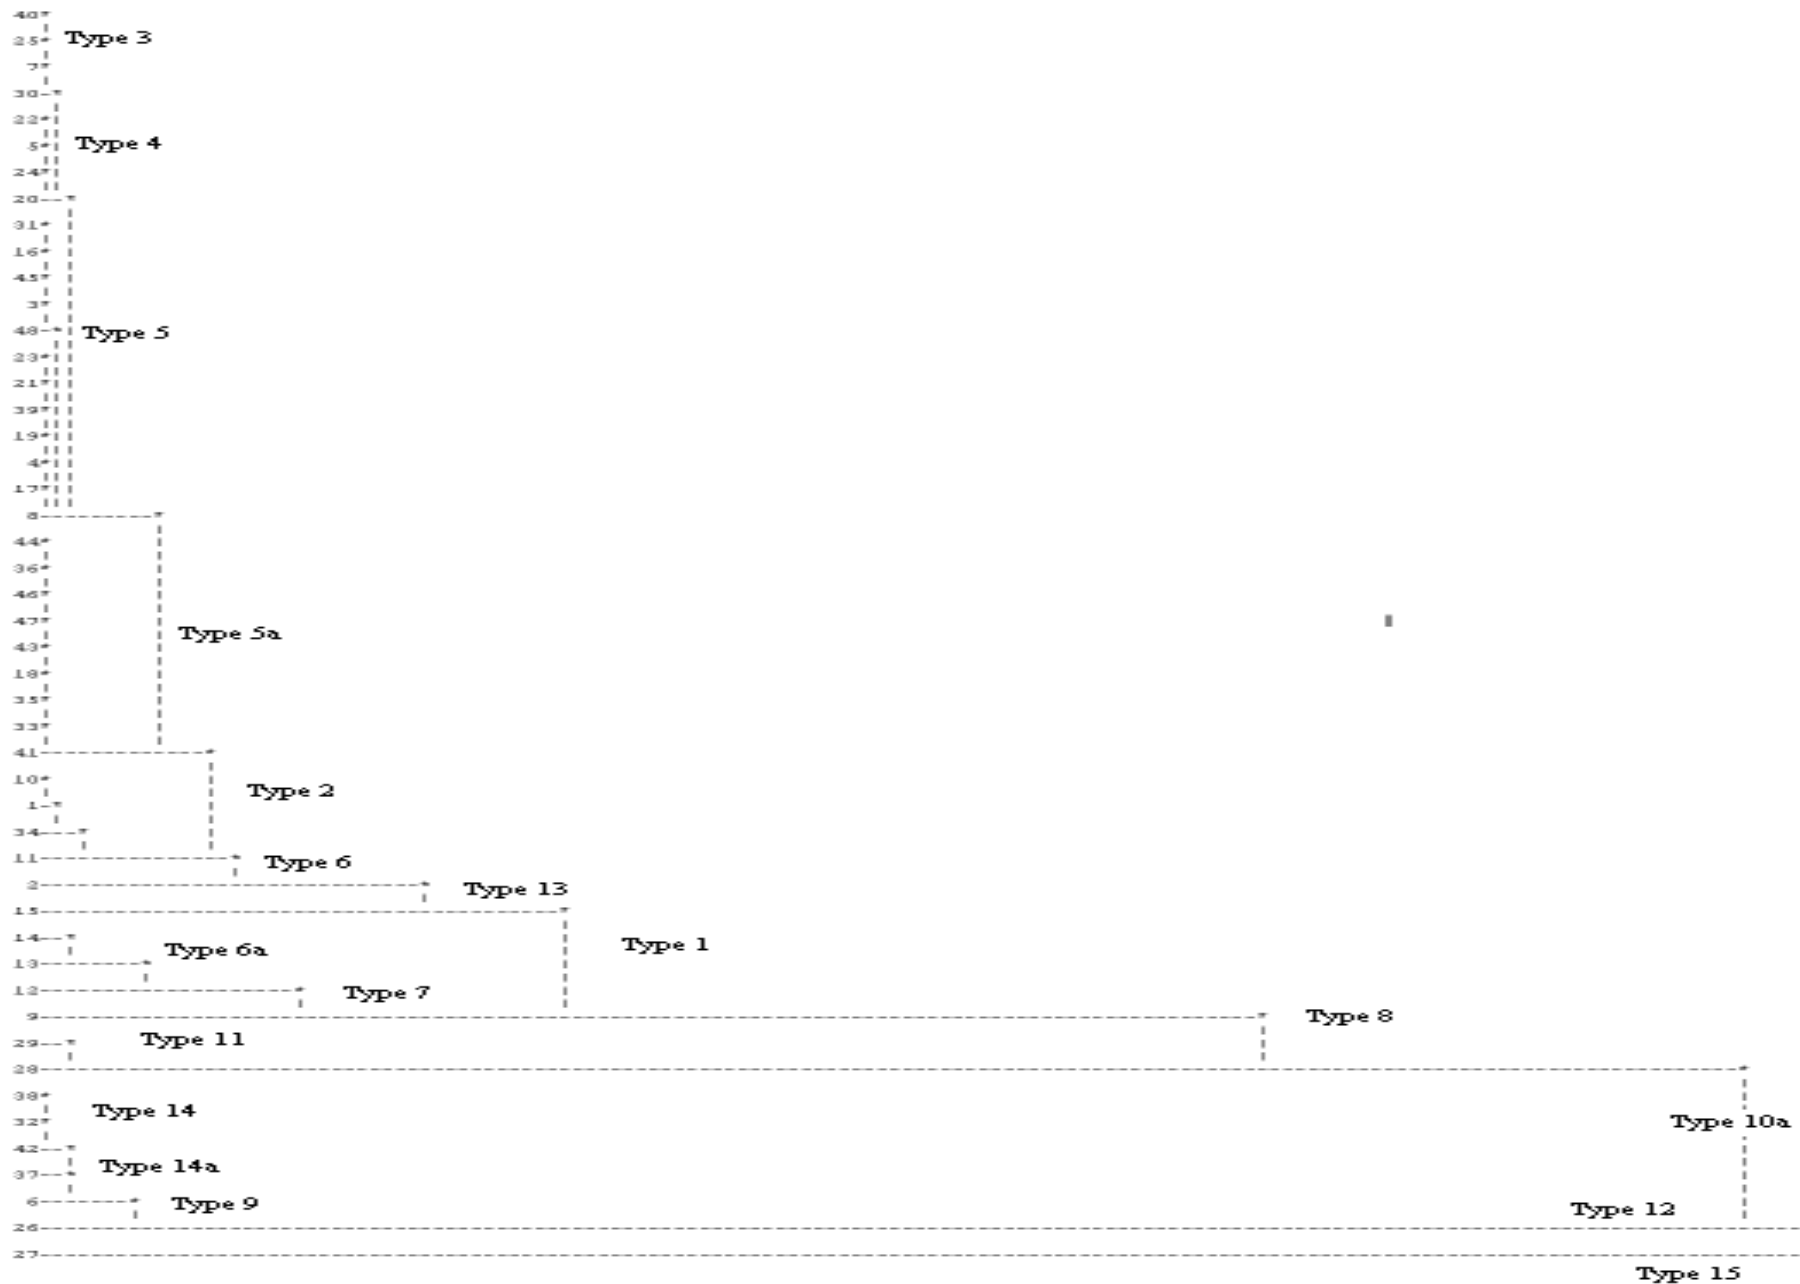 40
25 Type 3
7
30
22
5 Type 4
24
20
31
16
45
3
48 Type 5
23
21
39
19
4
17
8
44
36
46
47
43 Type 5a
18
35
33
41
10
1 Type 2
34
11 Type 6
2 Type 13
15
14 Type 1
13 Type 6a
12 Type 7
9 Type 8
29 Type 11
28
38
32 Type 14 Type 10a
42
37 Type 14a
6 Type 9
26 Type 12
27
Type 15